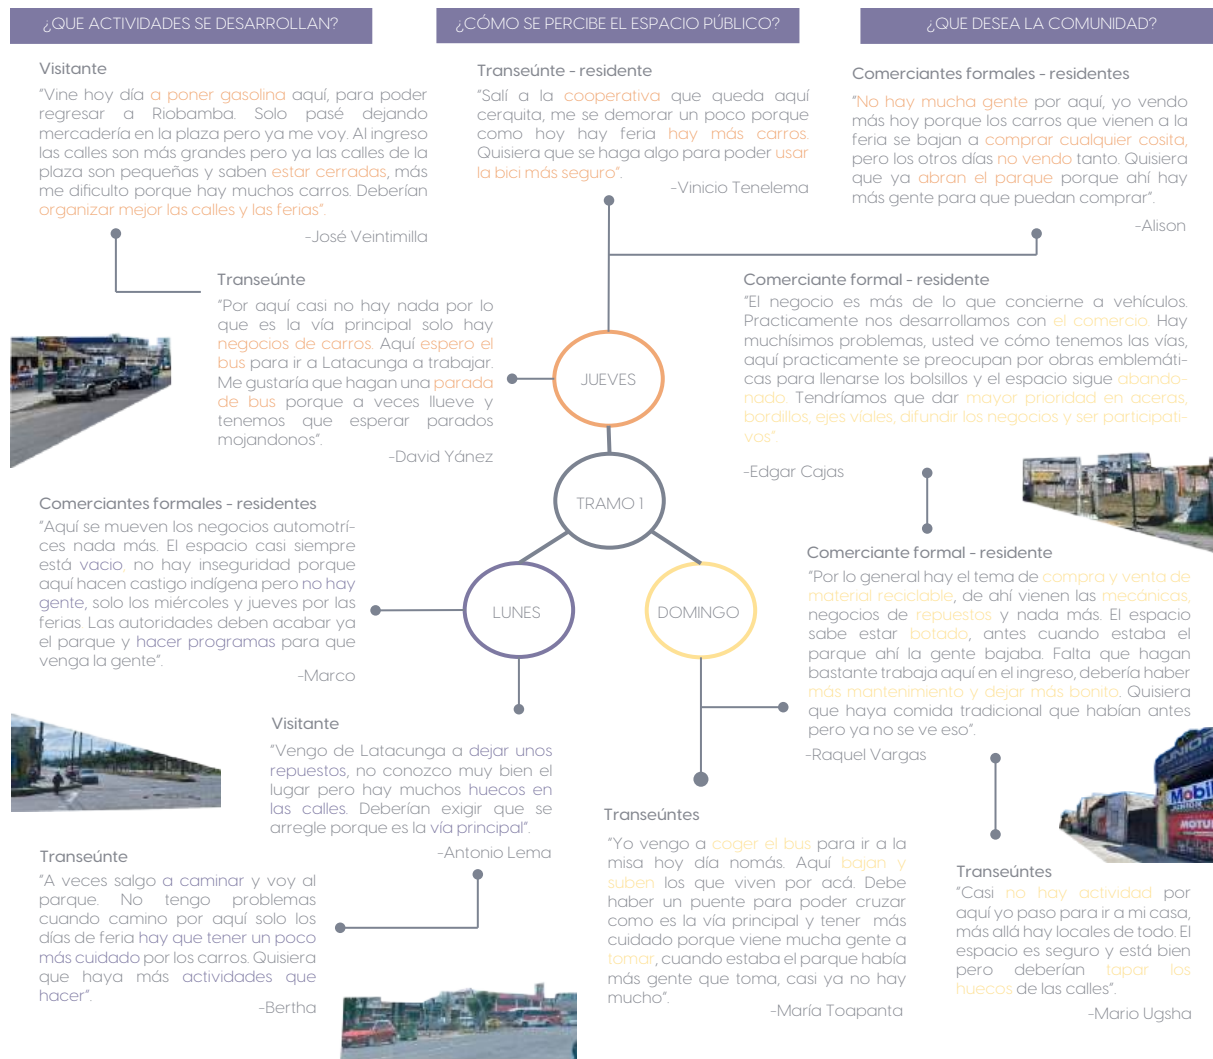 ¿QUE ACTIVIDADES SE DESARROLLAN?
¿CÓMO SE PERCIBE EL ESPACIO PÚBLICO?
¿QUE DESEA LA COMUNIDAD?
Visitante
“Vine hoy día a poner gasolina aquí, para poder
regresar a Riobamba. Solo pasé dejando
mercadería en la plaza pero ya me voy. Al ingreso
las calles son más grandes pero ya las calles de la
plaza son pequeñas y saben estar cerradas, más
me dificulto porque hay muchos carros. Deberían
organizar mejor las calles y las ferias”.
-José Veintimilla
Transeúnte - residente
“Salí a la cooperativa que queda aquí
cerquita, me se demorar un poco porque
como hoy hay feria hay más carros.
Quisiera que se haga algo para poder usar
la bici más seguro”.
-Vinicio Tenelema
Comerciantes formales - residentes
“No hay mucha gente por aquí, yo vendo
más hoy porque los carros que vienen a la
feria se bajan a comprar cualquier cosita,
pero los otros días no vendo tanto. Quisiera
que ya abran el parque porque ahí hay
más gente para que puedan comprar”.
-Alison
Transeúnte
“Por aquí casi no hay nada por lo
que es la vía principal solo hay
negocios de carros. Aquí espero el
bus para ir a Latacunga a trabajar.
Me gustaría que hagan una parada
de bus porque a veces llueve y
tenemos que esperar parados
mojandonos”.
-David Yánez
JUEVES
Comerciante formal - residente
“El negocio es más de lo que concierne a vehículos.
Practicamente nos desarrollamos con el comercio. Hay
muchísimos problemas, usted ve cómo tenemos las vías,
aquí practicamente se preocupan por obras emblemáti-
cas para llenarse los bolsillos y el espacio sigue abando-
nado. Tendríamos que dar mayor prioridad en aceras,
bordillos, ejes viales, difundir los negocios y ser participati-
vos”.
-Edgar Cajas
TRAMO 1
Comerciantes formales - residentes
“Aquí se mueven los negocios automotrí-
ces nada más. El espacio casi siempre
está vacio, no hay inseguridad porque
aquí hacen castigo indígena pero no hay
gente, solo los miércoles y jueves por las
ferias. Las autoridades deben acabar ya
el parque y hacer programas para que
venga la gente”.
-Marco
LUNES
DOMINGO
Comerciante formal - residente
“Por lo general hay el tema de compra y venta de
material reciclable, de ahí vienen las mecánicas,
negocios de repuestos y nada más. El espacio
sabe estar botado, antes cuando estaba el
parque ahí la gente bajaba. Falta que hagan
bastante trabaja aquí en el ingreso, debería haber
más mantenimiento y dejar más bonito. Quisiera
que haya comida tradicional que habían antes
pero ya no se ve eso”.
-Raquel Vargas
Visitante
“Vengo de Latacunga a dejar unos
repuestos, no conozco muy bien el
lugar pero hay muchos huecos en
las calles. Deberían exigir que se
arregle porque es la vía principal”.
-Antonio Lema
Transeúnte
“A veces salgo a caminar y voy al
parque. No tengo problemas
cuando camino por aquí solo los
días de feria hay que tener un poco
más cuidado por los carros. Quisiera
que haya más actividades que
hacer”.
-Bertha
Transeúntes
“Yo vengo a coger el bus para ir a la
misa hoy día nomás. Aquí bajan y
suben los que viven por acá. Debe
haber un puente para poder cruzar
como es la vía principal y tener más
cuidado porque viene mucha gente a
tomar, cuando estaba el parque había
más gente que toma, casi ya no hay
mucho”.
-María Toapanta
JUNIOR
Mobil
JUNIOR
MOTUL
Transeúntes
“Casi no hay actividad por
aquí yo paso para ir a mi casa,
más allá hay locales de todo. El
espacio es seguro y está bien
pero deberían tapar los
huecos de las calles”.
-Mario Ugsha